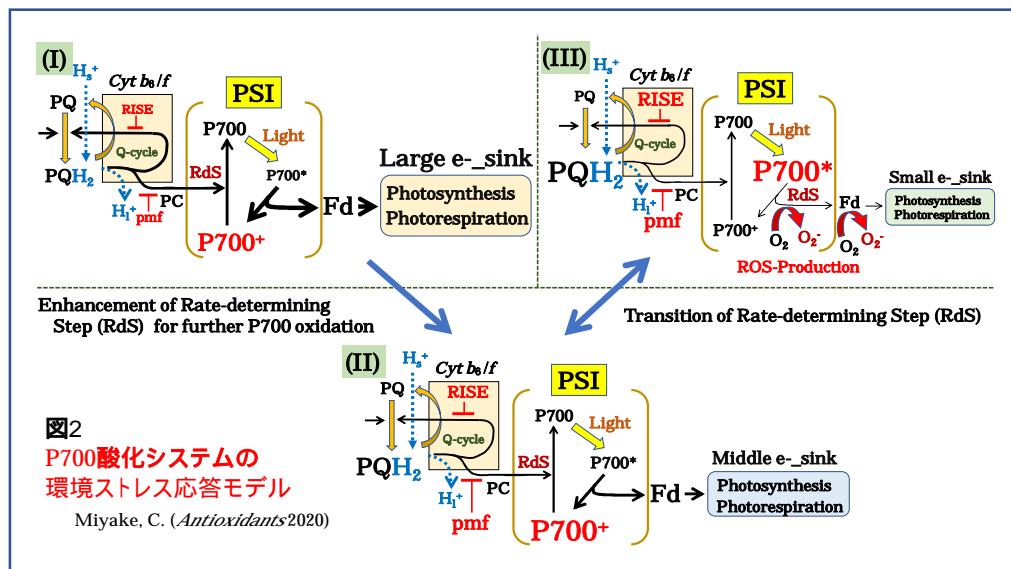 (I)
Hs+
Cyt b6/f
PQ
RISE
Q-cycle
PQH2
Hl+
pmf
PC
RdS
PSI
P700
Light
P700*
P700+
Fd
Large e-_sink
Photosynthesis
Photorespiration
(III)
Hs+
Cyt b6/f
PQ
RISE
Q-cycle
PQH2
Hl+
pmf
PC
PSI
P700
Light
P700*
RdS
P700+
O2
O2-
Fd
O2
O2-
ROS-Production
Small e-_sink
Photosynthesis
Photorespiration
Enhancement of Rate-determining
Step (RdS) for further P700 oxidation
Transition of Rate-determining Step (RdS)
(II)
Hs+
Cyt b6/f
PQ
RISE
Q-cycle
PQH2
Hl+
pmf
PC
RdS
PSI
P700
Light
P700*
P700+
Fd
Middle e-_sink
Photosynthesis
Photorespiration
図2
P700酸化システムの
環境ストレス応答モデル
Miyake, C. (Antioxidants 2020)